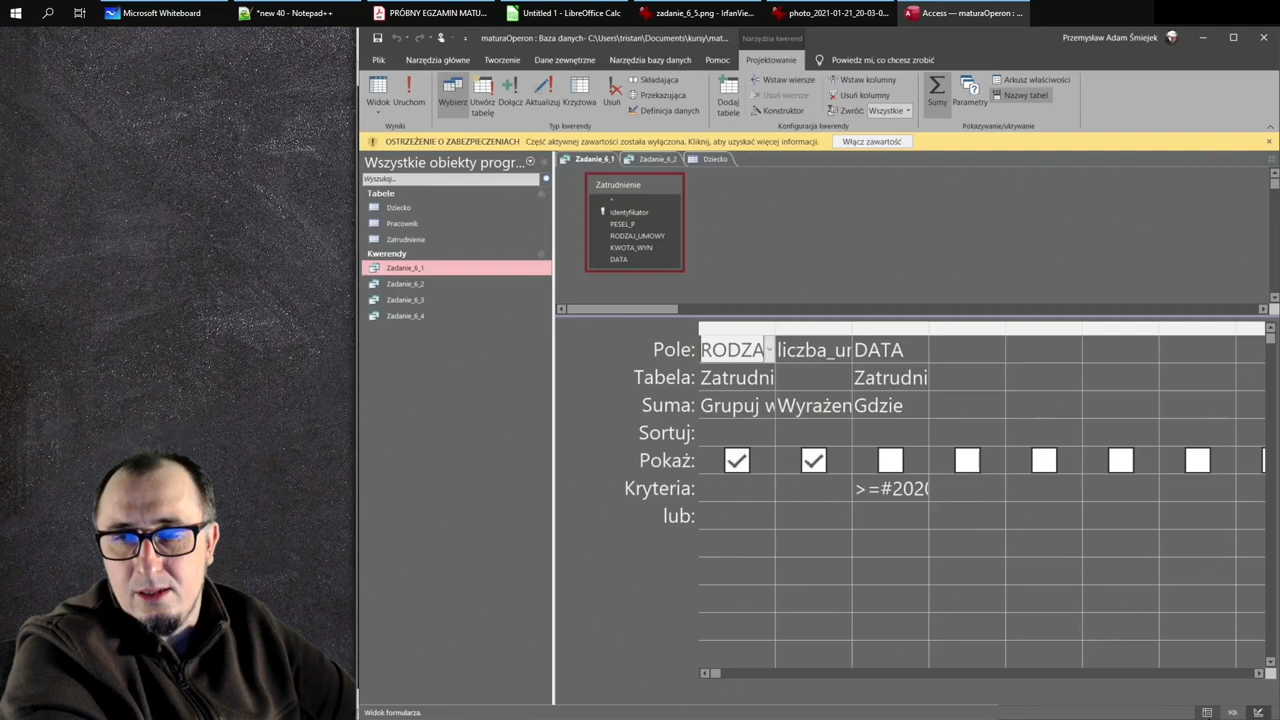 Microsoft Whiteboard
*new 40 - Notepad++
PRÓBNY EGZAMIN MATU...
Untitled 1 - LibreOffice Calc
zadanie_6_5.png - IrfanVie...
photo_2021-01-21_20-03-0...
Access — maturaOperon : ...
maturaOperon : Baza danych- C:\Users\tristan\Documents\kursy\mat...
Narzędzia kwerend
Przemysław Adam Śmiejek
Plik
Narzędzia główne
Tworzenie
Dane zewnętrzne
Narzędzia bazy danych
Pomoc
Projektowanie
Powiedz mi, co chcesz zrobić
Widok
Uruchom
Wybierz
Utwórz tabelę
Dołącz
Aktualizuj
Krzyżowa
Usuń
Składająca
Przekazująca
Definicja danych
Dodaj tabele
Wstaw wiersze
Usuń wiersze
Konstruktor
Wstaw kolumny
Usuń kolumny
Zwróć: Wszystkie
Sumy
Parametry
Arkusz właściwości
Nazwy tabel
Wyniki
Typ kwerendy
Konfiguracja kwerendy
Pokazywanie/ukrywanie
OSTRZEŻENIE O ZABEZPIECZENIACH Część aktywnej zawartości została wyłączona. Kliknij, aby uzyskać więcej informacji.
Włącz zawartość
Wszystkie obiekty progr...
Wyszukaj...
Tabele
Dziecko
Pracownik
Zatrudnienie
Kwerendy
Zadanie_6_1
Zadanie_6_2
Zadanie_6_3
Zadanie_6_4
Zadanie_6_1
Zadanie_6_2
Dziecko
Zatrudnienie
*
Identyfikator
PESEL_P
RODZAJ_UMOWY
KWOTA_WYN
DATA
Pole: RODZA liczba_ur DATA
Tabela: Zatrudni Zatrudni
Suma: Grupuj w Wyrażen Gdzie
Sortuj:
Pokaż:
Kryteria: >=#2020
lub:
Widok formularza.
SQL